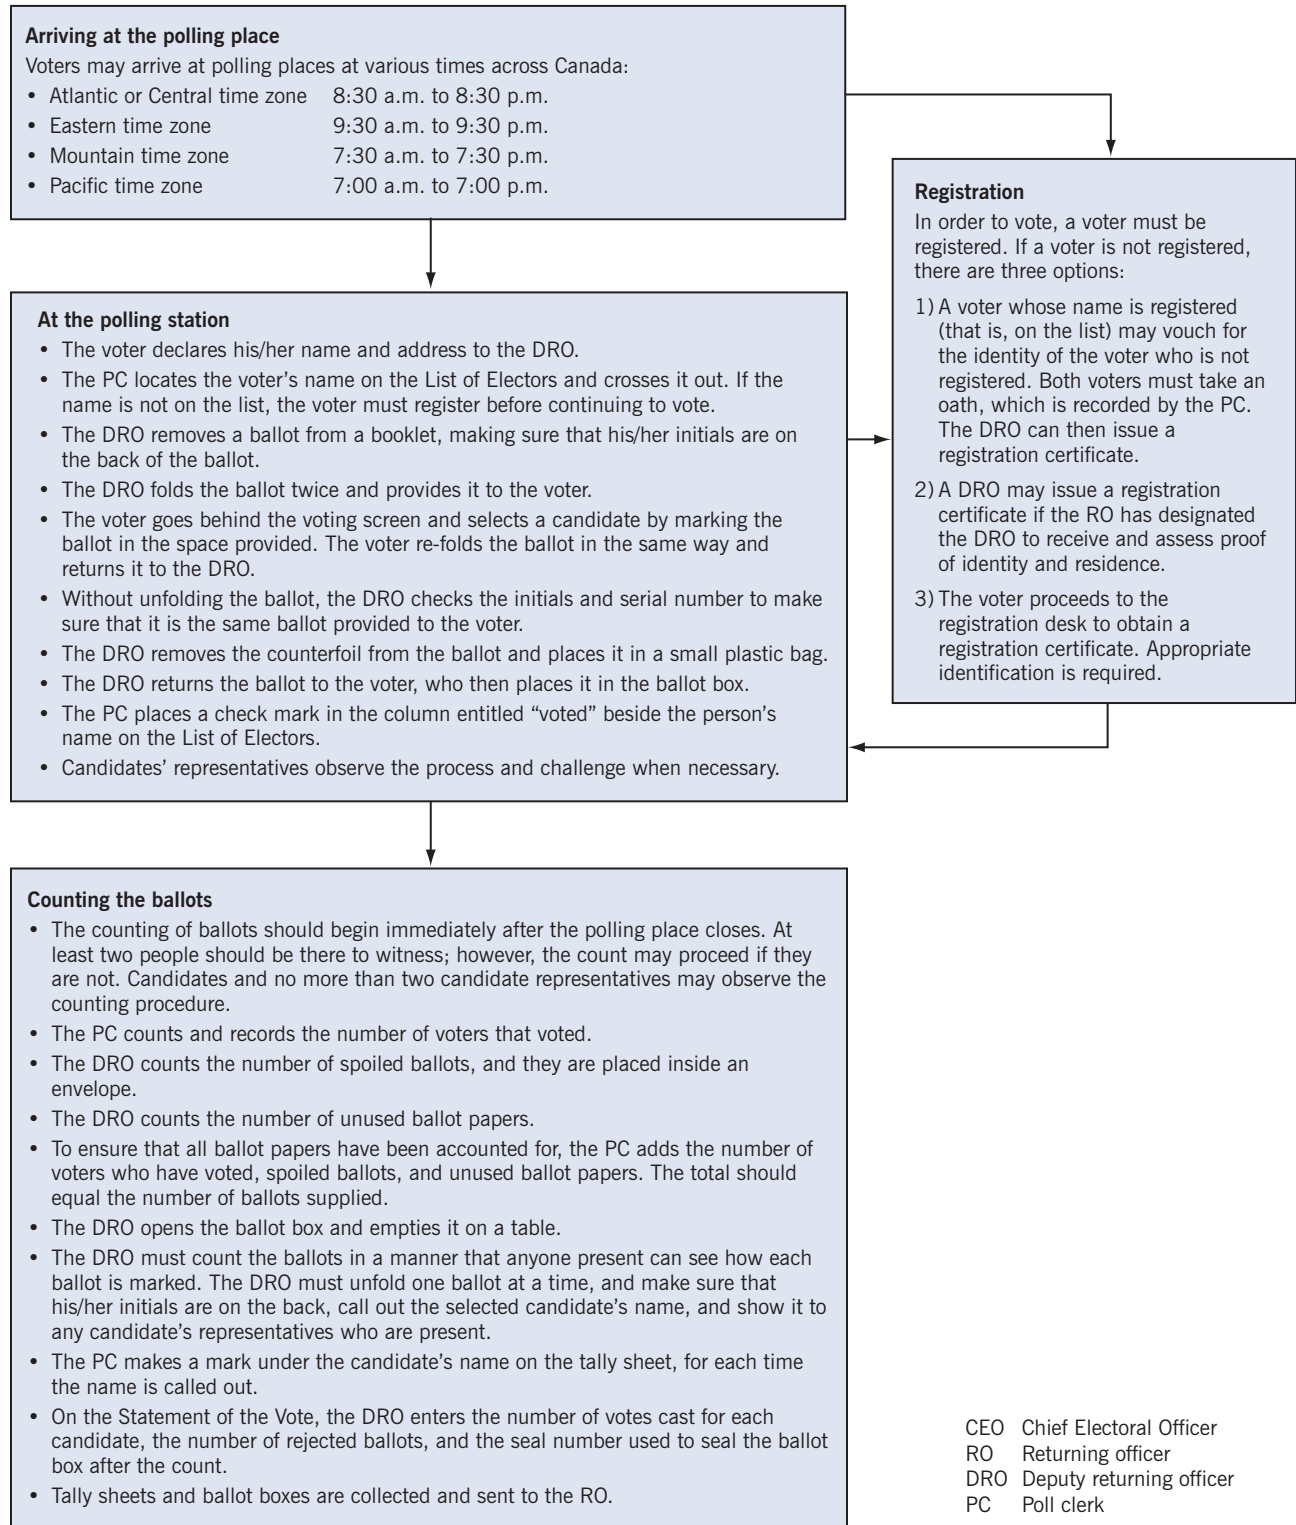 Arriving at the polling place
Voters may arrive at polling places at various times across Canada:
• Atlantic or Central time zone 8:30 a.m. to 8:30 p.m.
• Eastern time zone 9:30 a.m. to 9:30 p.m.
• Mountain time zone 7:30 a.m. to 7:30 p.m.
• Pacific time zone 7:00 a.m. to 7:00 p.m.
Registration
In order to vote, a voter must be
registered. If a voter is not registered,
there are three options:
1) A voter whose name is registered
(that is, on the list) may vouch for
the identity of the voter who is not
registered. Both voters must take an
oath, which is recorded by the PC.
The DRO can then issue a
registration certificate.
2) A DRO may issue a registration
certificate if the RO has designated
the DRO to receive and assess proof
of identity and residence.
3) The voter proceeds to the
registration desk to obtain a
registration certificate. Appropriate
identification is required.
At the polling station
• The voter declares his/her name and address to the DRO.
• The PC locates the voter's name on the List of Electors and crosses it out. If the
name is not on the list, the voter must register before continuing to vote.
• The DRO removes a ballot from a booklet, making sure that his/her initials are on
the back of the ballot.
• The DRO folds the ballot twice and provides it to the voter.
• The voter goes behind the voting screen and selects a candidate by marking the
ballot in the space provided. The voter re-folds the ballot in the same way and
returns it to the DRO.
• Without unfolding the ballot, the DRO checks the initials and serial number to make
sure that it is the same ballot provided to the voter.
• The DRO removes the counterfoil from the ballot and places it in a small plastic bag.
• The DRO returns the ballot to the voter, who then places it in the ballot box.
• The PC places a check mark in the column entitled “voted” beside the person's
name on the List of Electors.
• Candidates' representatives observe the process and challenge when necessary.
Counting the ballots
• The counting of ballots should begin immediately after the polling place closes. At
least two people should be there to witness; however, the count may proceed if they
are not. Candidates and no more than two candidate representatives may observe the
counting procedure.
• The PC counts and records the number of voters that voted.
• The DRO counts the number of spoiled ballots, and they are placed inside an
envelope.
• The DRO counts the number of unused ballot papers.
• To ensure that all ballot papers have been accounted for, the PC adds the number of
voters who have voted, spoiled ballots, and unused ballot papers. The total should
equal the number of ballots supplied.
• The DRO opens the ballot box and empties it on a table.
• The DRO must count the ballots in a manner that anyone present can see how each
ballot is marked. The DRO must unfold one ballot at a time, and make sure that
his/her initials are on the back, call out the selected candidate's name, and show it to
any candidate's representatives who are present.
• The PC makes a mark under the candidate's name on the tally sheet, for each time
the name is called out.
• On the Statement of the Vote, the DRO enters the number of votes cast for each
candidate, the number of rejected ballots, and the seal number used to seal the ballot
box after the count.
• Tally sheets and ballot boxes are collected and sent to the RO.
CEO Chief Electoral Officer
RO Returning officer
DRO Deputy returning officer
PC Poll clerk